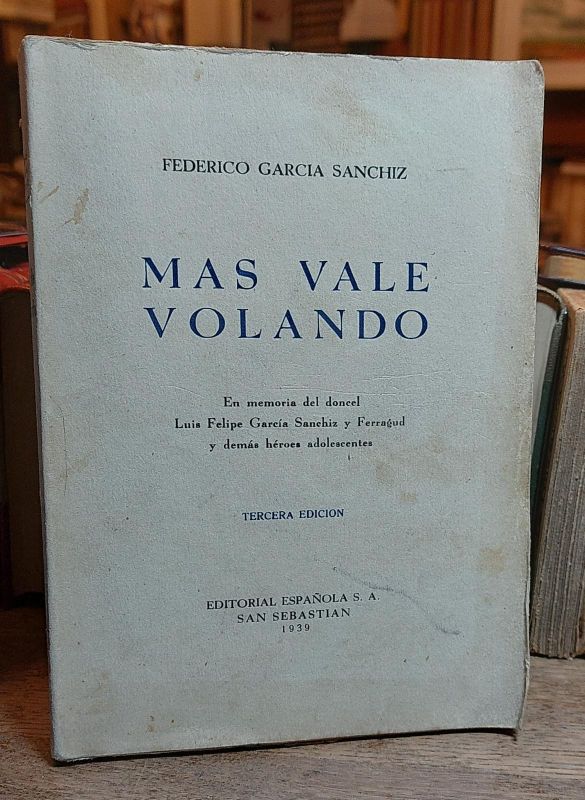 FEDERICO GARCIA SANCHIZ
MAS VALE
VOLANDO
En memoria del doncel
Luis Felipe García Sanchiz y Ferragud
y demás héroes adolescentes
TERCERA EDICION
EDITORIAL ESPAÑOLA S. A.
SAN SEBASTIAN
1939